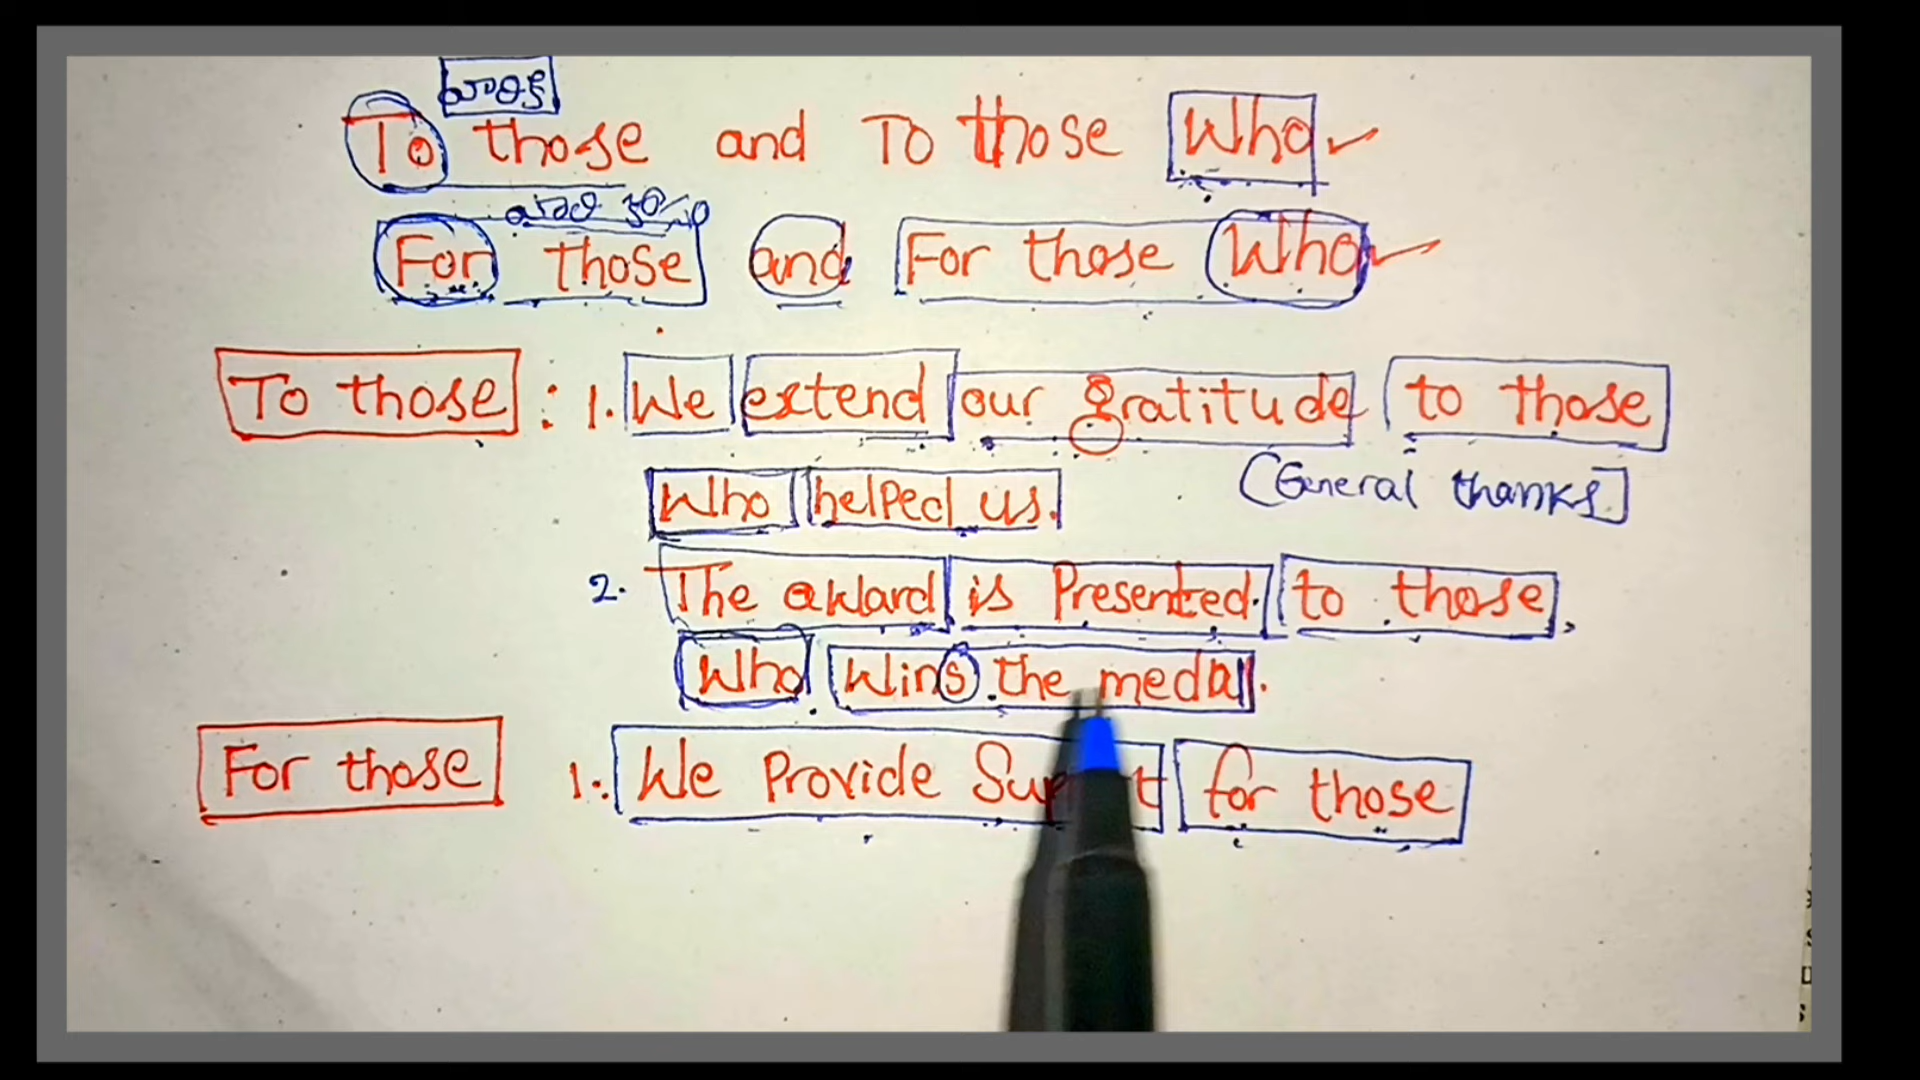 వారికి
To those and To those Who
వారి కొరకు
For those and For those Who
To those : 1. We extend our gratitude to those
(General thanks]
Who helped us.
2. The award is Presented. to those,
Who Wins the medal.
For those 1. We Provide for those